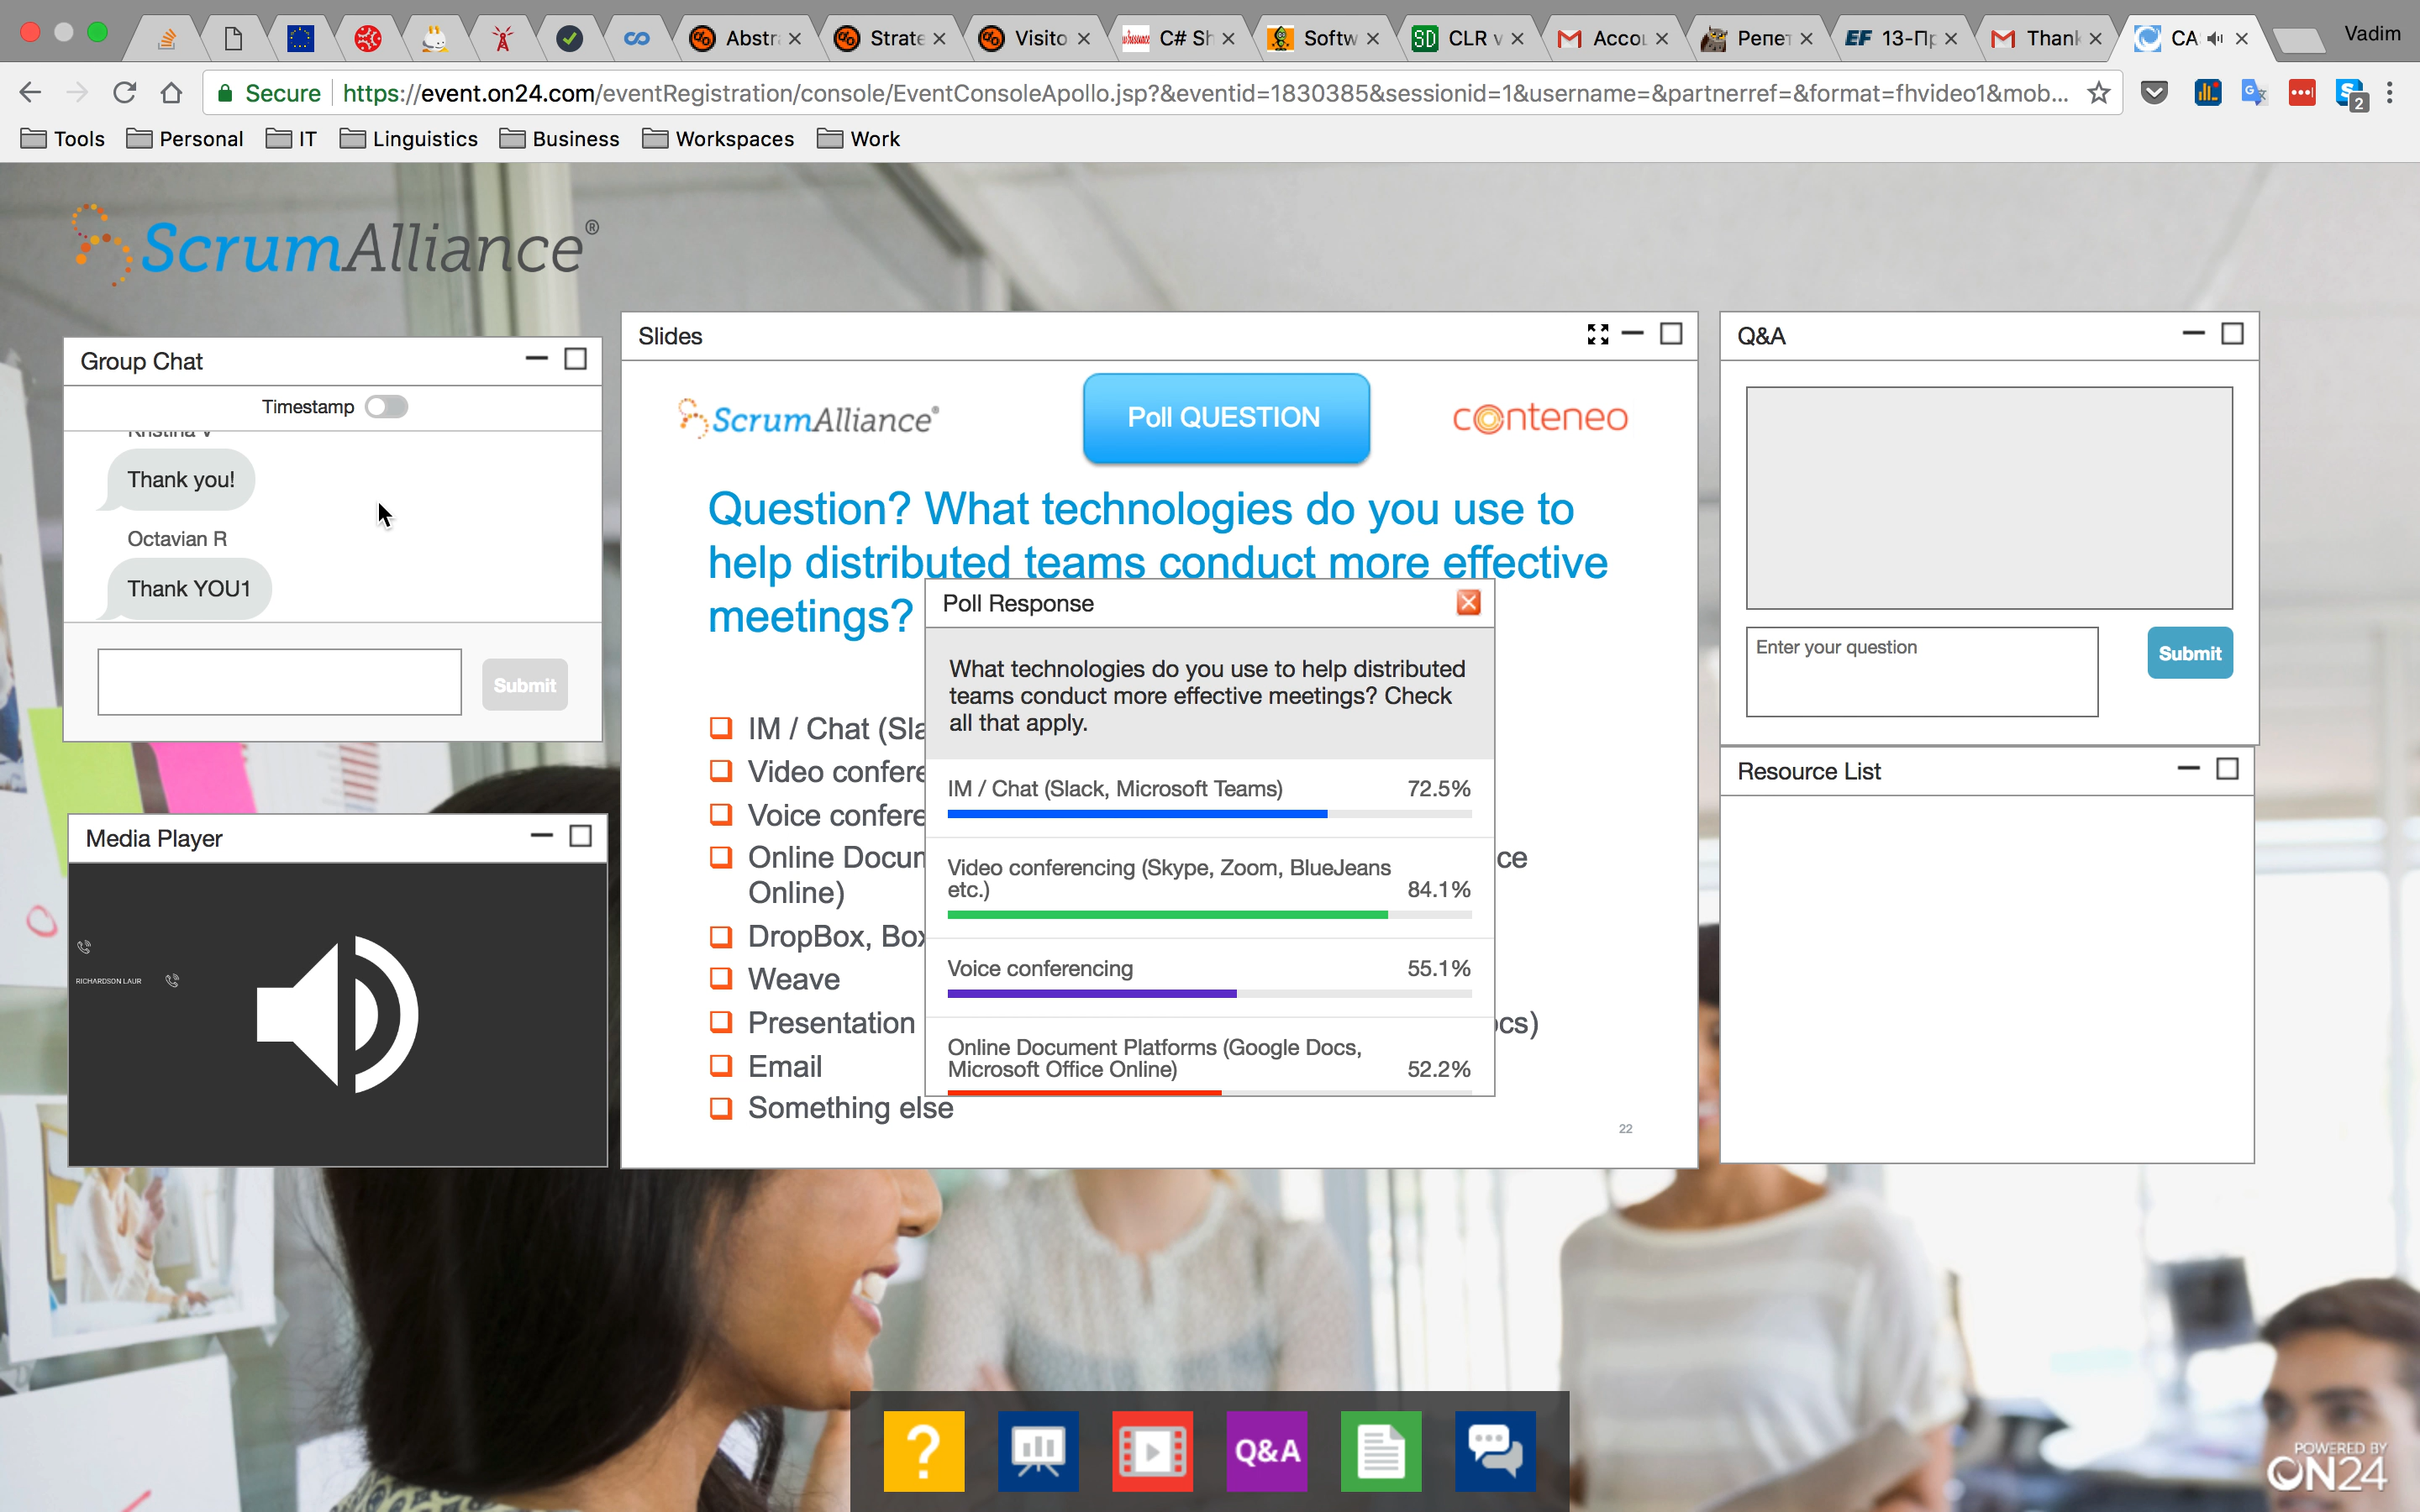 Abstr
Strate
Visito
C# Sh
Softw
CLR v
Accou
Репет
EF 13-Пр
Thank
CA
Vadim
Secure
https://event.on24.com/eventRegistration/console/EventConsoleApollo.jsp?&eventid=1830385&sessionid=1&username=&partnerref=&format=fhvideo1&mob...
2
Tools
Personal
IT
Linguistics
Business
Workspaces
Work
ScrumAlliance®
Group Chat
Timestamp
Kristina V
Thank you!
Octavian R
Thank YOU1
Submit
Media Player
RICHARDSON LAUR
Slides
ScrumAlliance®
Poll QUESTION
conteneo
Question? What technologies do you use to
help distributed teams conduct more effective
meetings?
IM / Chat (Sla
Video confere
Voice confere
Online Docum
ce
Online)
DropBox, Box
Weave
Presentation
ocs)
Email
Something else
22
Poll Response
What technologies do you use to help distributed
teams conduct more effective meetings? Check
all that apply.
IM / Chat (Slack, Microsoft Teams) 72.5%
Video conferencing (Skype, Zoom, BlueJeans
etc.) 84.1%
Voice conferencing 55.1%
Online Document Platforms (Google Docs,
Microsoft Office Online) 52.2%
Q&A
Enter your question
Submit
Resource List
?
Q&A
POWERED BY
ON24